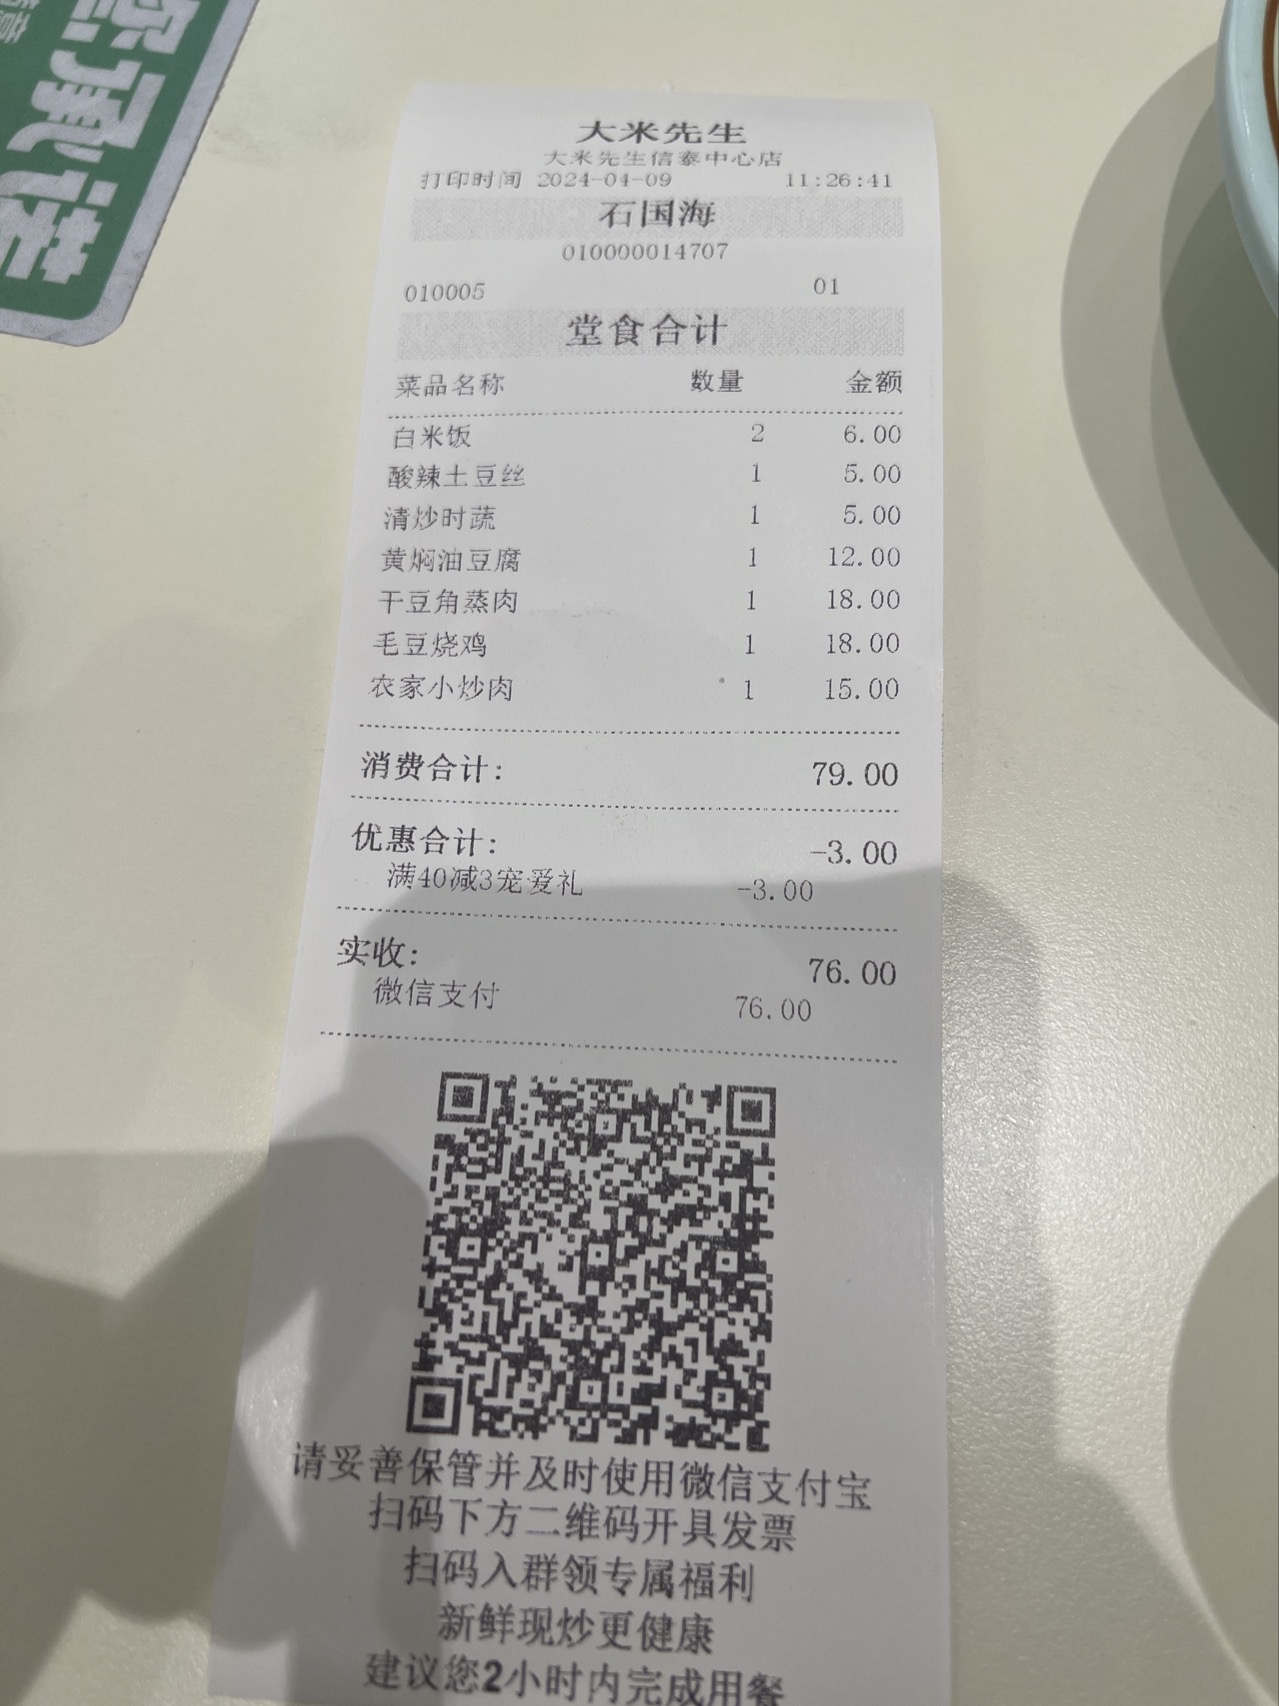 承诺
大米先生
大米先生信泰中心店
打印时间 2024-04-09 11:26:41
石国海
010000014707
010005 01
堂食合计
菜品名称 数量 金额
白米饭 2 6.00
酸辣土豆丝 1 5.00
清炒时蔬 1 5.00
黄焖油豆腐 1 12.00
干豆角蒸肉 1 18.00
毛豆烧鸡 1 18.00
农家小炒肉 1 15.00
消费合计: 79.00
优惠合计: -3.00
满40减3宠爱礼 -3.00
实收: 76.00
微信支付 76.00
请妥善保管并及时使用微信支付宝
扫码下方二维码开具发票
扫码入群领专属福利
新鲜现炒更健康
建议您2小时内完成用餐